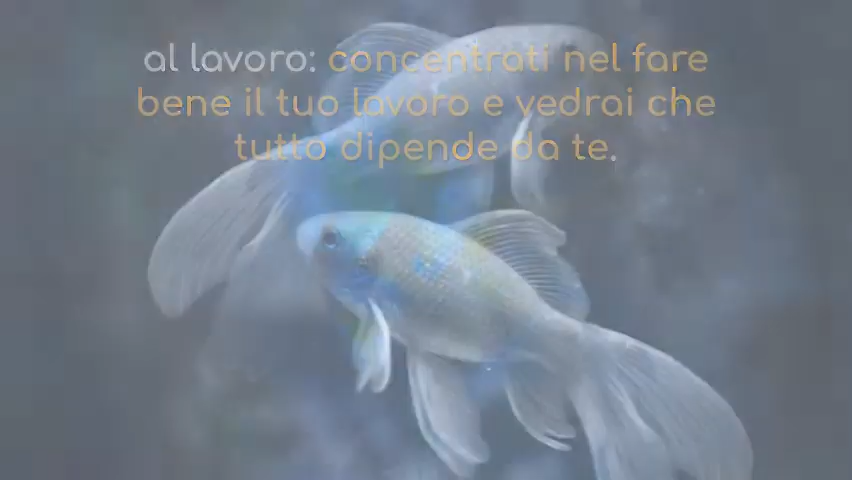 al lavoro: concentrati nel fare
bene il tuo lavoro e vedrai che
tutto dipende da te.